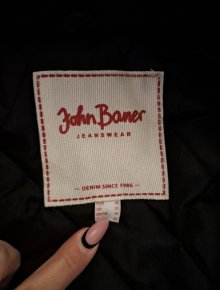 John Baner
JEANSWEAR
– DENIM SINCE 1986 –